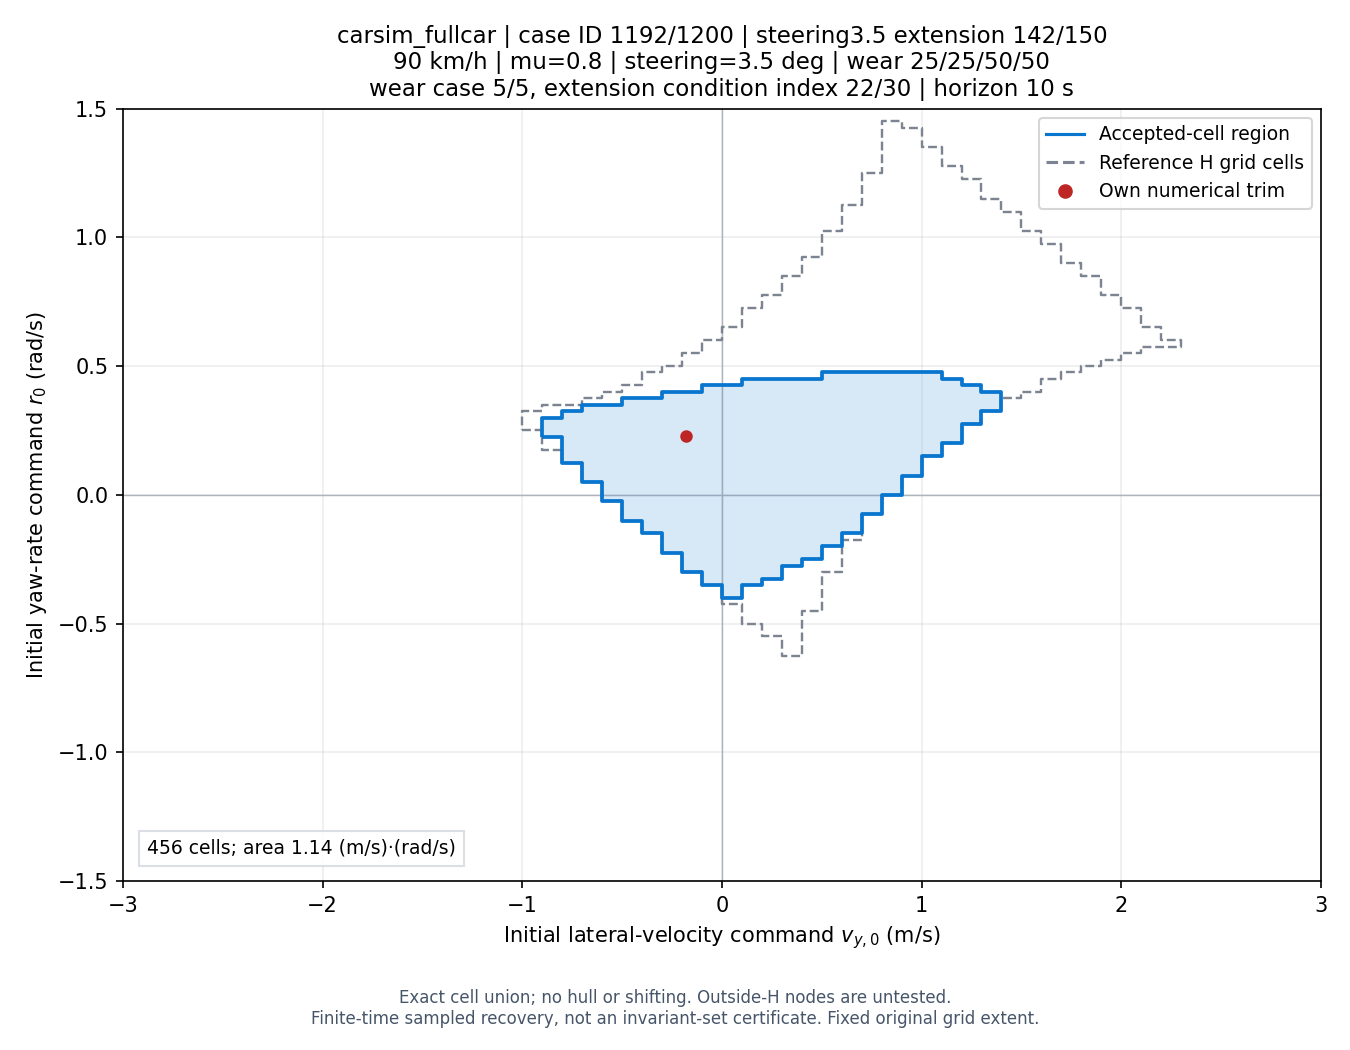 carsim_fullcar | case ID 1192/1200 | steering3.5 extension 142/150
90 km/h | mu=0.8 | steering=3.5 deg | wear 25/25/50/50
wear case 5/5, extension condition index 22/30 | horizon 10 s
Accepted-cell region
Reference H grid cells
Own numerical trim
1.5
1.0
0.5
0.0
−0.5
−1.0
−1.5
Initial yaw-rate command r₀ (rad/s)
456 cells; area 1.14 (m/s)·(rad/s)
−3
−2
−1
0
1
2
3
Initial lateral-velocity command v_{y,0} (m/s)
Exact cell union; no hull or shifting. Outside-H nodes are untested.
Finite-time sampled recovery, not an invariant-set certificate. Fixed original grid extent.